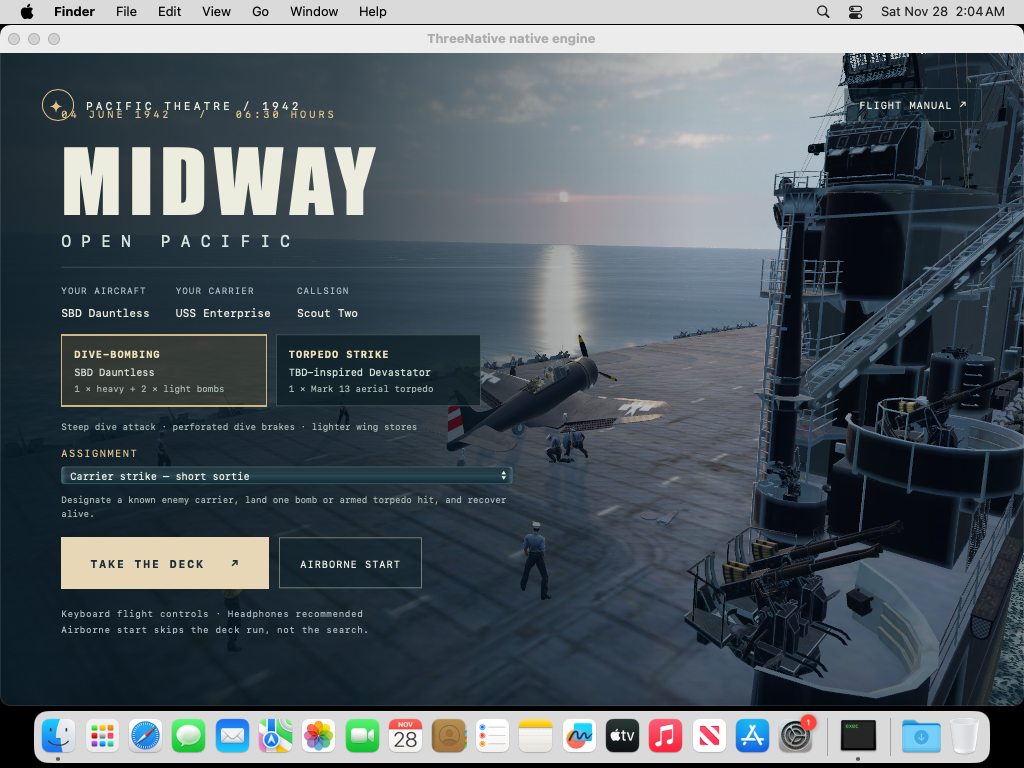 Finder File Edit View Go Window Help Sat Nov 28 2:04 AM
ThreeNative native engine
PACIFIC THEATRE / 1942
04 JUNE 1942 / 06:30 HOURS
FLIGHT MANUAL ↗
MIDWAY
OPEN PACIFIC
YOUR AIRCRAFT YOUR CARRIER CALLSIGN
SBD Dauntless USS Enterprise Scout Two
DIVE-BOMBING
SBD Dauntless
1 × heavy + 2 × light bombs
TORPEDO STRIKE
TBD-inspired Devastator
1 × Mark 13 aerial torpedo
Steep dive attack · perforated dive brakes · lighter wing stores
ASSIGNMENT
Carrier strike — short sortie
Designate a known enemy carrier, land one bomb or armed torpedo hit, and recover
alive.
TAKE THE DECK ↗
AIRBORNE START
Keyboard flight controls · Headphones recommended
Airborne start skips the deck run, not the search.
NOV
28
tv
1
exec